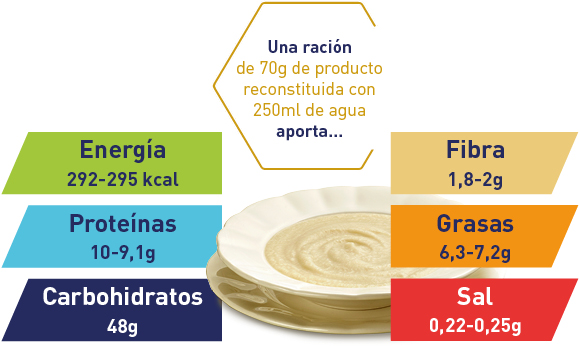 Una ración
de 70g de producto
reconstituida con
250ml de agua
aporta...
Energía
292-295 kcal
Proteínas
10-9,1g
Carbohidratos
48g
Fibra
1,8-2g
Grasas
6,3-7,2g
Sal
0,22-0,25g